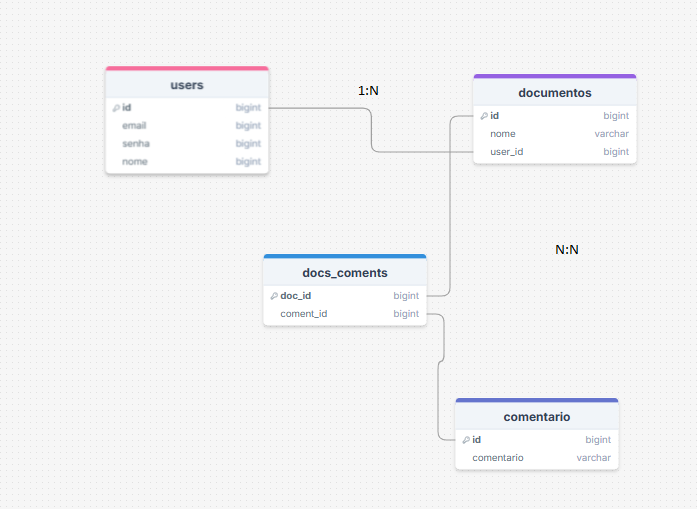 users
id bigint
email bigint
senha bigint
nome bigint
1:N
documentos
id bigint
nome varchar
user_id bigint
N:N
docs_coments
doc_id bigint
coment_id bigint
comentario
id bigint
comentario varchar